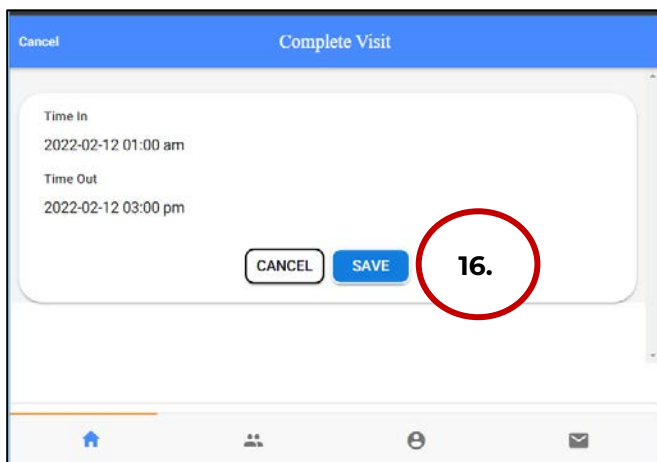 Cancel Complete Visit
Time In
2022-02-12 01:00 am
Time Out
2022-02-12 03:00 pm
CANCEL SAVE 16.